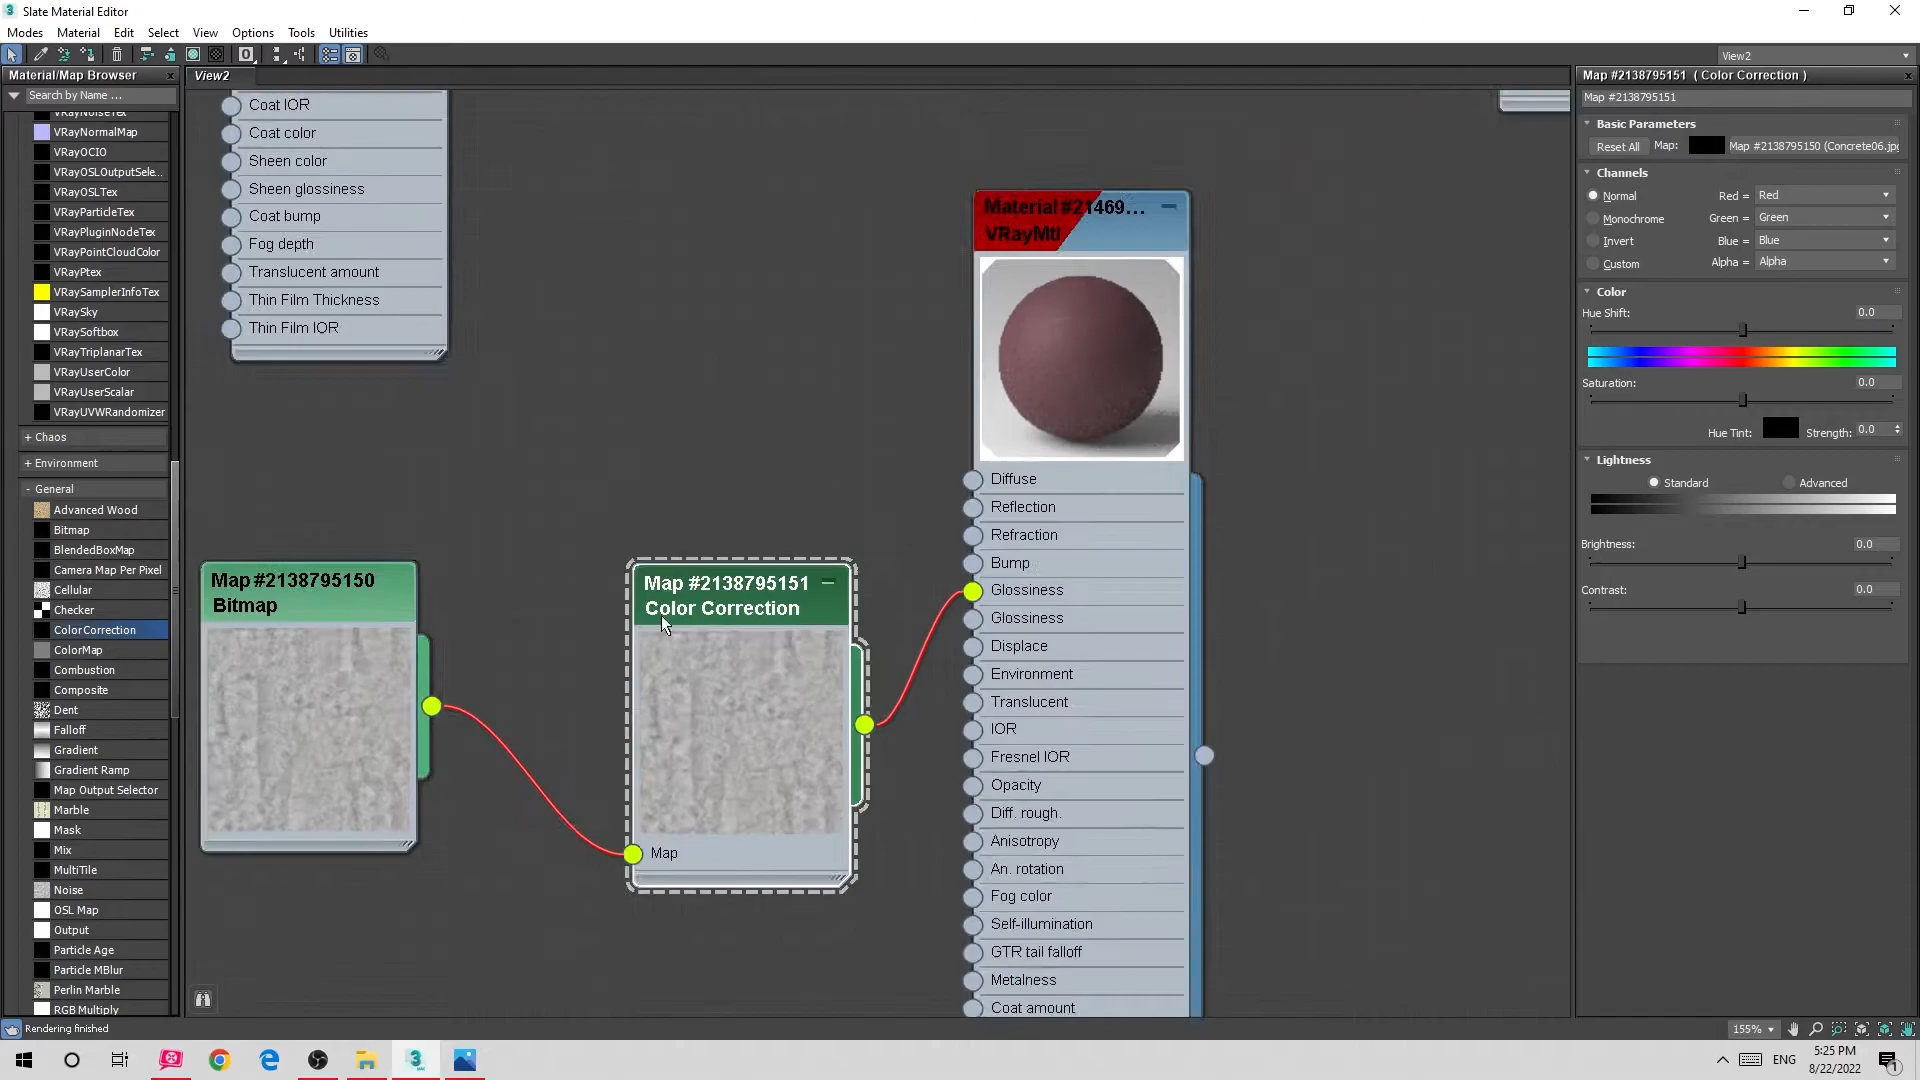 Slate Material Editor
Modes Material Edit Select View Options Tools Utilities
View2
Material/Map Browser
Search by Name ...
VRayNoiseTex
VRayNormalMap
VRayOCIO
VRayOSLOutputSele...
VRayOSLTex
VRayParticleTex
VRayPluginNodeTex
VRayPointCloudColor
VRayPtex
VRaySamplerInfoTex
VRaySky
VRaySoftbox
VRayTriplanarTex
VRayUserColor
VRayUserScalar
VRayUVWRandomizer
+ Chaos
+ Environment
- General
Advanced Wood
Bitmap
BlendedBoxMap
Camera Map Per Pixel
Cellular
Checker
Color Correction
ColorMap
Combustion
Composite
Dent
Falloff
Gradient
Gradient Ramp
Map Output Selector
Marble
Mask
Mix
MultiTile
Noise
OSL Map
Output
Particle Age
Particle MBlur
Perlin Marble
RGB Multiply
View2
Coat IOR
Coat color
Sheen color
Sheen glossiness
Coat bump
Fog depth
Translucent amount
Thin Film Thickness
Thin Film IOR
Map #2138795150
Bitmap
Map #2138795151
Color Correction
Map
Material #21469...
VRayMtl
Diffuse
Reflection
Refraction
Bump
Glossiness
Glossiness
Displace
Environment
Translucent
IOR
Fresnel IOR
Opacity
Diff. rough.
Anisotropy
An. rotation
Fog color
Self-illumination
GTR tail falloff
Metalness
Coat amount
Map #2138795151 ( Color Correction )
Map #2138795151
Basic Parameters
Reset All Map: Map #2138795150 (Concrete06.jpg
Channels
Normal Red = Red
Monochrome Green = Green
Invert Blue = Blue
Custom Alpha = Alpha
Color
Hue Shift: 0.0
Saturation: 0.0
Hue Tint: Strength: 0.0
Lightness
Standard Advanced
Brightness: 0.0
Contrast: 0.0
Rendering finished
155%
ENG
5:25 PM
8/22/2022
1